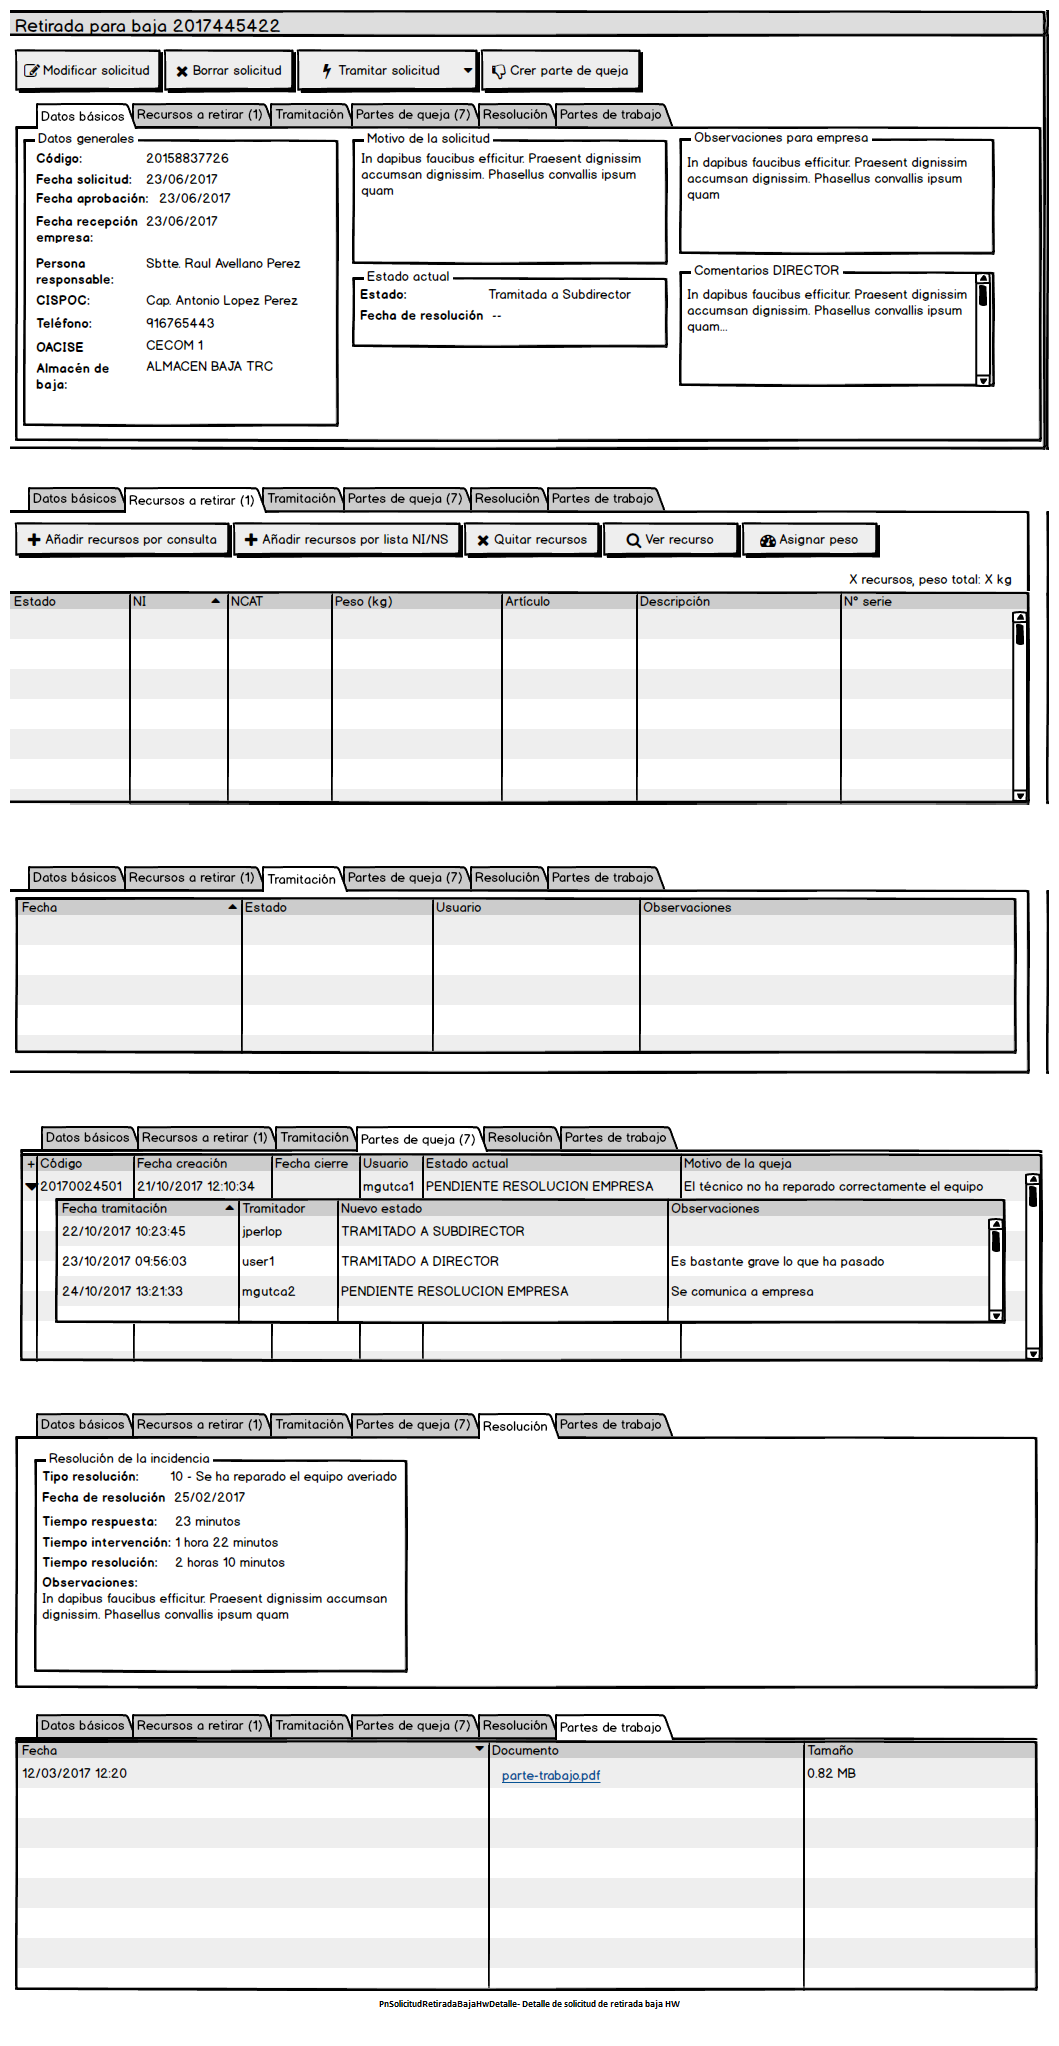 Retirada para baja 2017445422
Modificar solicitud Borrar solicitud Tramitar solicitud Crer parte de queja
Datos básicos Recursos a retirar (1) Tramitación Partes de queja (7) Resolución Partes de trabajo
Datos generales
Código: 20158837726
Fecha solicitud: 23/06/2017
Fecha aprobación: 23/06/2017
Fecha recepción 23/06/2017
empresa:
Persona Sbtte. Raul Avellano Perez
responsable:
CISPOC: Cap. Antonio Lopez Perez
Teléfono: 916765443
OACISE CECOM 1
Almacén de ALMACEN BAJA TRC
baja:
Motivo de la solicitud
In dapibus faucibus efficitur. Praesent dignissim
accumsan dignissim. Phasellus convallis ipsum
quam
Estado actual
Estado: Tramitada a Subdirector
Fecha de resolución --
Observaciones para empresa
In dapibus faucibus efficitur. Praesent dignissim
accumsan dignissim. Phasellus convallis ipsum
quam
Comentarios DIRECTOR
In dapibus faucibus efficitur. Praesent dignissim
accumsan dignissim. Phasellus convallis ipsum
quam...
Datos básicos Recursos a retirar (1) Tramitación Partes de queja (7) Resolución Partes de trabajo
Añadir recursos por consulta Añadir recursos por lista NI/NS Quitar recursos Ver recurso Asignar peso
X recursos, peso total: X kg
Estado NI NCAT Peso (kg) Artículo Descripción Nº serie
Datos básicos Recursos a retirar (1) Tramitación Partes de queja (7) Resolución Partes de trabajo
Fecha Estado Usuario Observaciones
Datos básicos Recursos a retirar (1) Tramitación Partes de queja (7) Resolución Partes de trabajo
+ Código Fecha creación Fecha cierre Usuario Estado actual Motivo de la queja
20170024501 21/10/2017 12:10:34 mgutca1 PENDIENTE RESOLUCION EMPRESA El técnico no ha reparado correctamente el equipo
Fecha tramitación Tramitador Nuevo estado Observaciones
22/10/2017 10:23:45 jperlop TRAMITADO A SUBDIRECTOR
23/10/2017 09:56:03 user1 TRAMITADO A DIRECTOR Es bastante grave lo que ha pasado
24/10/2017 13:21:33 mgutca2 PENDIENTE RESOLUCION EMPRESA Se comunica a empresa
Datos básicos Recursos a retirar (1) Tramitación Partes de queja (7) Resolución Partes de trabajo
Resolución de la incidencia
Tipo resolución: 10 - Se ha reparado el equipo averiado
Fecha de resolución 25/02/2017
Tiempo respuesta: 23 minutos
Tiempo intervención: 1 hora 22 minutos
Tiempo resolución: 2 horas 10 minutos
Observaciones:
In dapibus faucibus efficitur. Praesent dignissim accumsan
dignissim. Phasellus convallis ipsum quam
Datos básicos Recursos a retirar (1) Tramitación Partes de queja (7) Resolución Partes de trabajo
Fecha Documento Tamaño
12/03/2017 12:20 parte-trabajo.pdf 0.82 MB
PnSolicitudRetiradaBajaHwDetalle- Detalle de solicitud de retirada baja HW